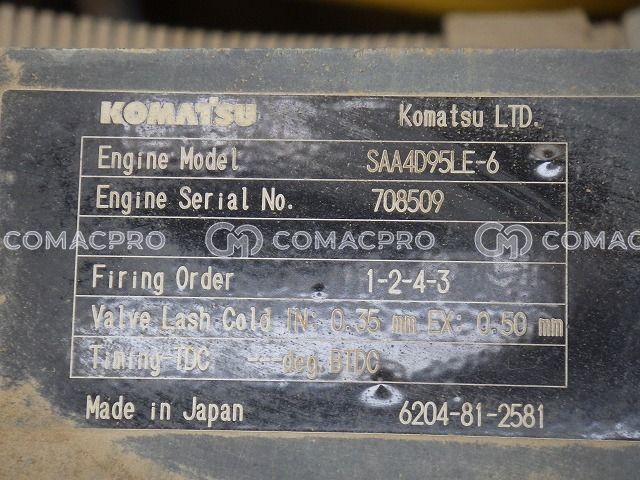 KOMATSU Komatsu LTD.
Engine Model SAA4D95LE-6
Engine Serial No. 708509
COMACPRO COMACPRO COMACPRO
Firing Order 1-2-4-3
Valve Lash Cold IN: 0.35 mm EX: 0.50 mm
Timing-TDC ---deg.BTDC
Made in Japan 6204-81-2581